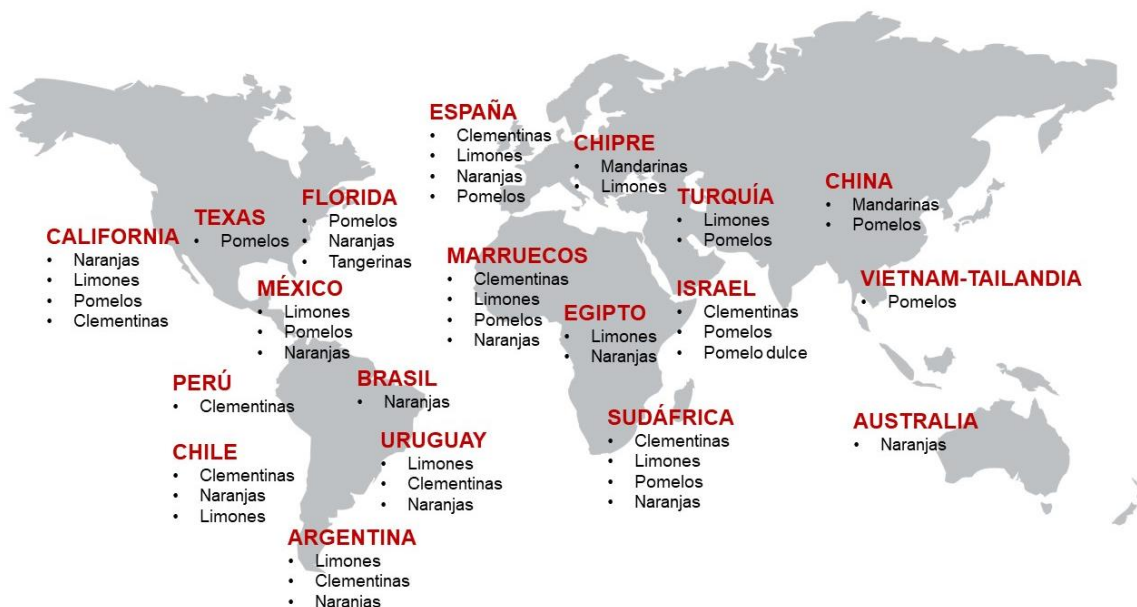 ESPAÑA
• Clementinas
• Limones
• Naranjas
• Pomelos
CHIPRE
• Mandarinas
• Limones
TURQUÍA
• Limones
• Pomelos
CHINA
• Mandarinas
• Pomelos
FLORIDA
• Pomelos
• Naranjas
• Tangerinas
TEXAS
• Pomelos
CALIFORNIA
• Naranjas
• Limones
• Pomelos
• Clementinas
MÉXICO
• Limones
• Pomelos
• Naranjas
MARRUECOS
• Clementinas
• Limones
• Pomelos
• Naranjas
EGIPTO
• Limones
• Naranjas
ISRAEL
• Clementinas
• Pomelos
• Pomelo dulce
VIETNAM-TAILANDIA
• Pomelos
PERÚ
• Clementinas
BRASIL
• Naranjas
CHILE
• Clementinas
• Naranjas
• Limones
URUGUAY
• Limones
• Clementinas
• Naranjas
SUDÁFRICA
• Clementinas
• Limones
• Pomelos
• Naranjas
AUSTRALIA
• Naranjas
ARGENTINA
• Limones
• Clementinas
• Naranjas